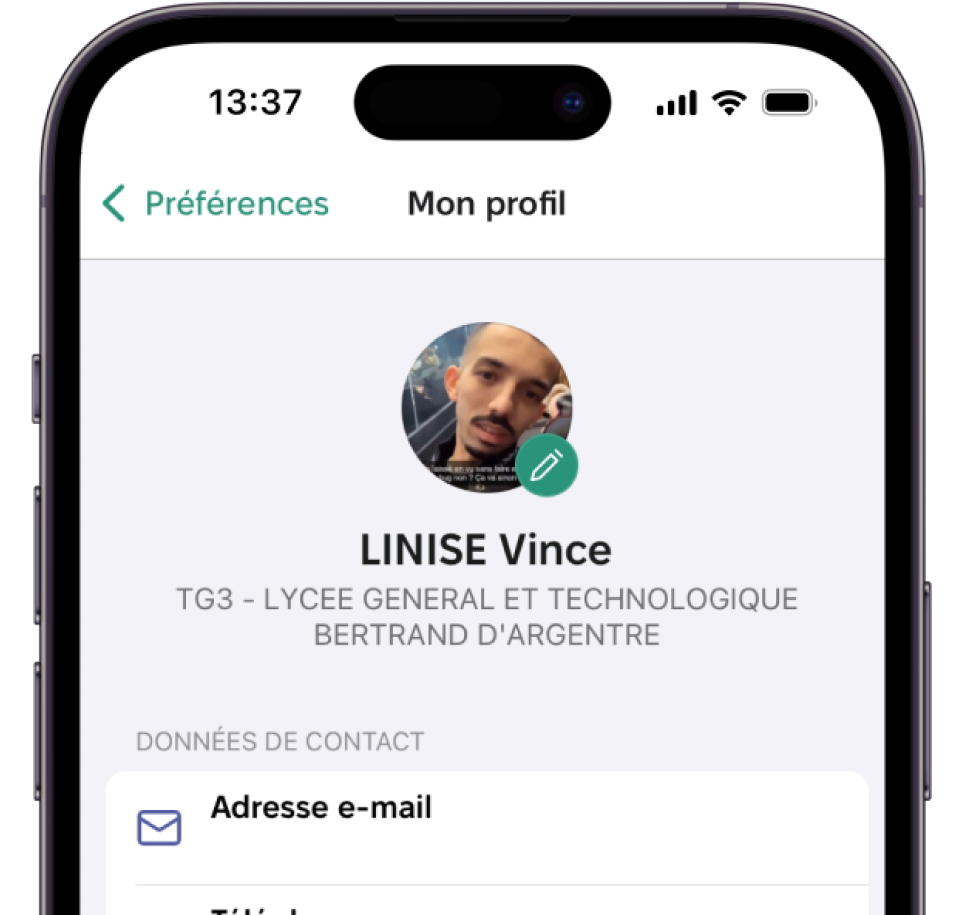 13:37
Préférences
Mon profil
LINISE Vince
TG3 - LYCEE GENERAL ET TECHNOLOGIQUE
BERTRAND D'ARGENTRE
DONNÉES DE CONTACT
Adresse e-mail